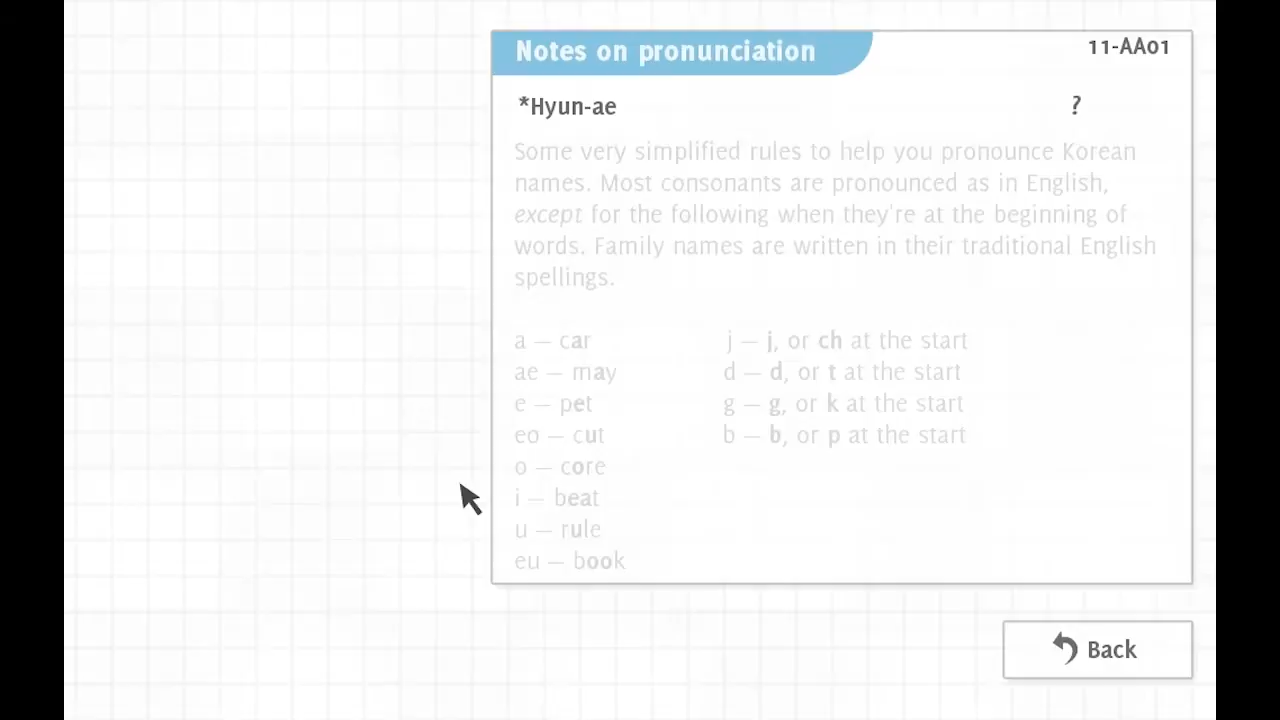 Notes on pronunciation
11-AA01
*Hyun-ae
?
Some very simplified rules to help you pronounce Korean
names. Most consonants are pronounced as in English,
except for the following when they're at the beginning of
words. Family names are written in their traditional English
spellings.
a — car
ae — may
e — pet
eo — cut
o — core
i — beat
u — rule
eu — book
j — j, or ch at the start
d — d, or t at the start
g — g, or k at the start
b — b, or p at the start
Back